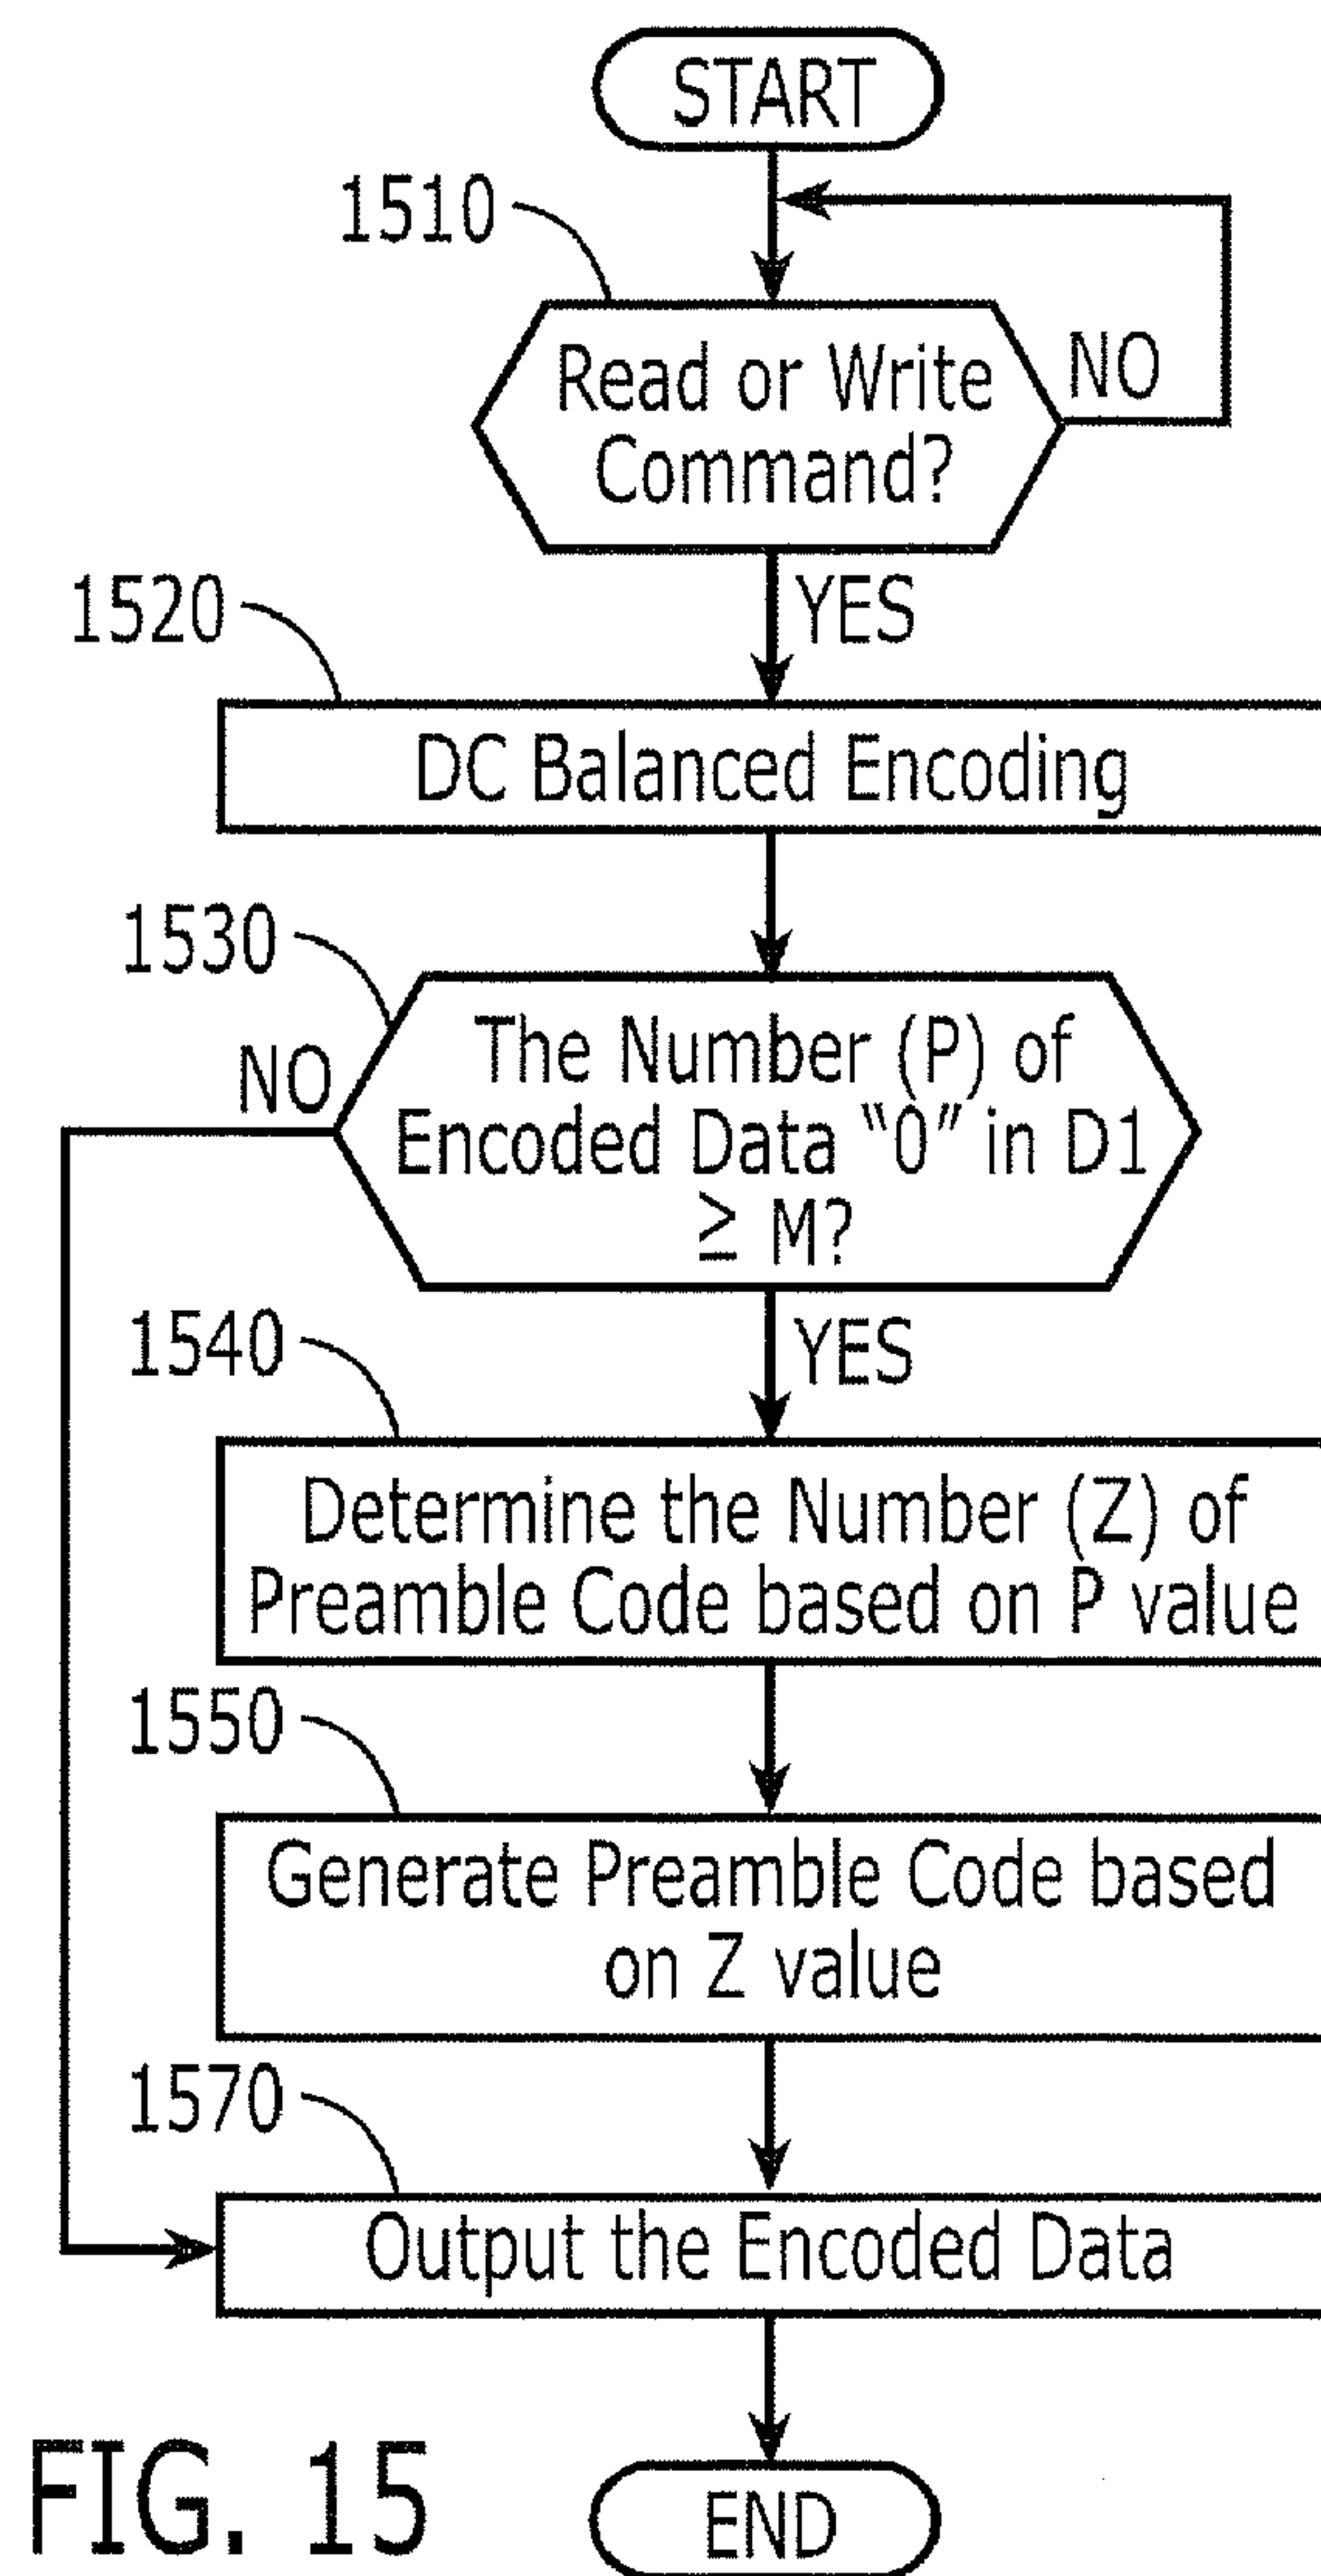 START
1510
Read or Write
Command?
NO
YES
1520
DC Balanced Encoding
1530
NO
The Number (P) of
Encoded Data “0” in D1
≥ M?
YES
1540
Determine the Number (Z) of
Preamble Code based on P value
1550
Generate Preamble Code based
on Z value
1570
Output the Encoded Data
END
FIG. 15